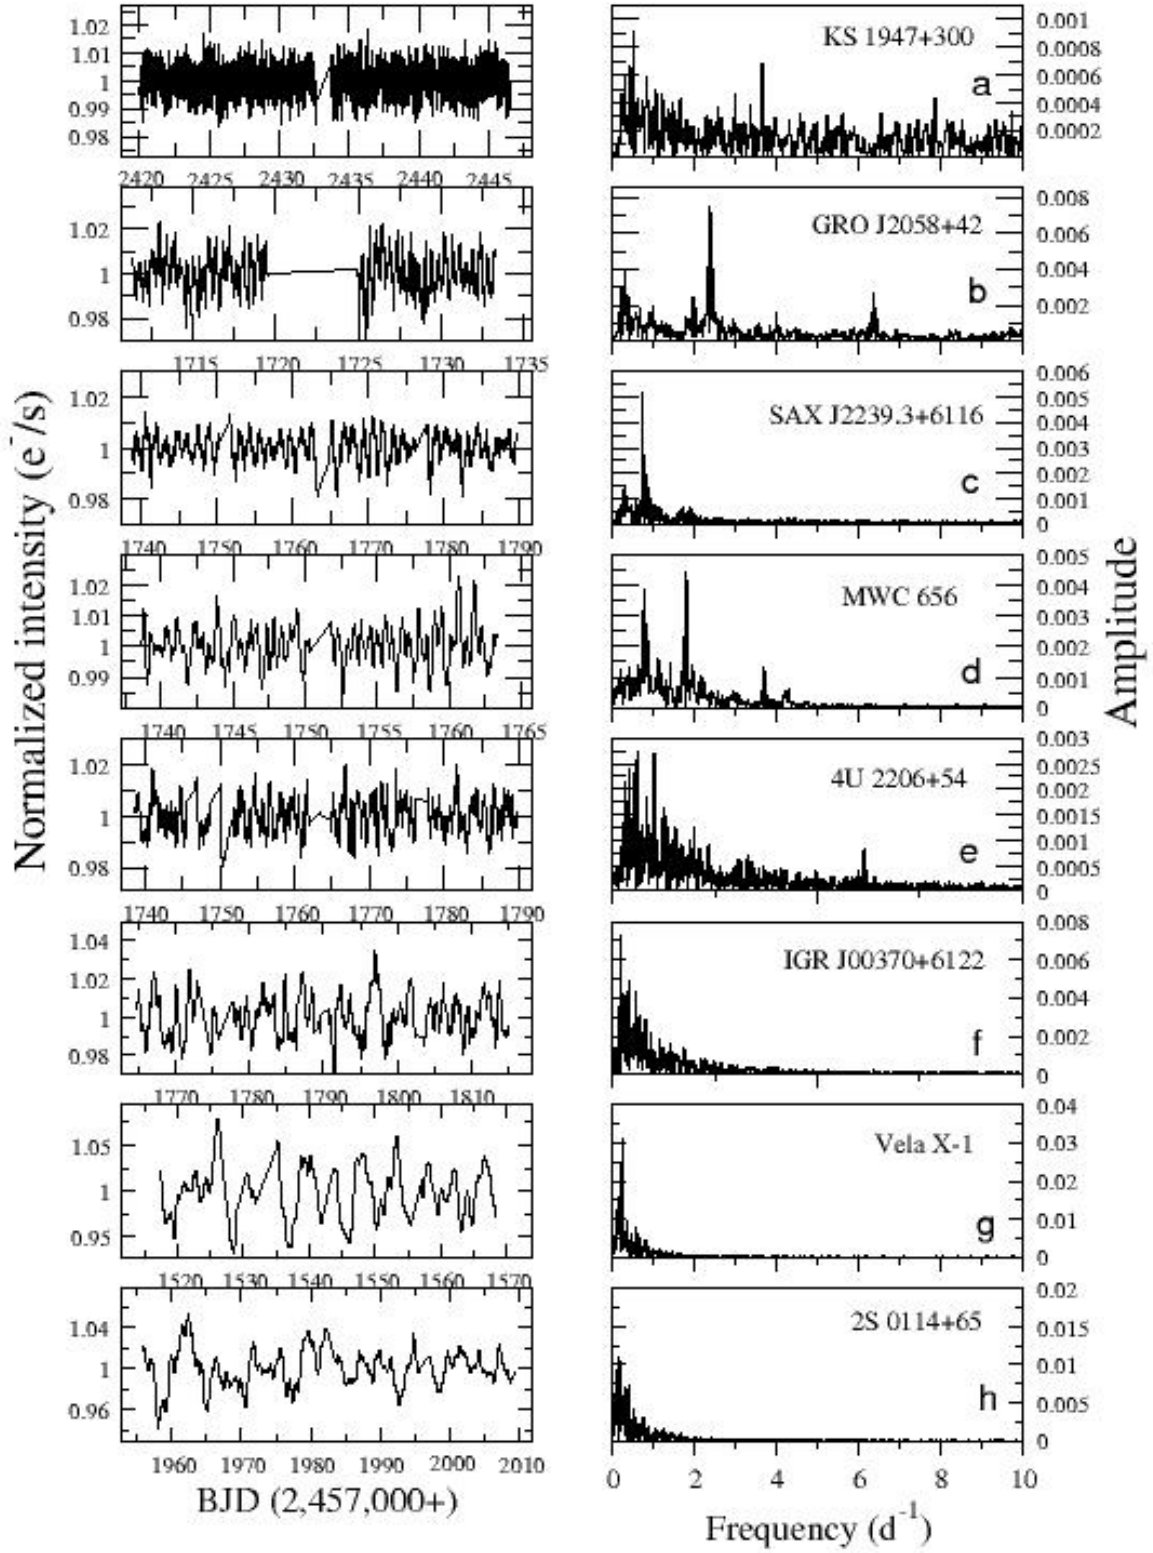 Normalized intensity (e⁻/s)
1.02
1.01
1
0.99
0.98
2420 2425 2430 2435 2440 2445
KS 1947+300
a
0.001
0.0008
0.0006
0.0004
0.0002
1.02
1
0.98
1715 1720 1725 1730 1735
GRO J2058+42
b
0.008
0.006
0.004
0.002
1.02
1
0.98
1740 1750 1760 1770 1780 1790
SAX J2239.3+6116
c
0.006
0.005
0.004
0.003
0.002
0.001
0
1.02
1.01
1
0.99
1740 1745 1750 1755 1760 1765
MWC 656
d
0.005
0.004
0.003
0.002
0.001
0
1.02
1
0.98
1740 1750 1760 1770 1780 1790
4U 2206+54
e
0.003
0.0025
0.002
0.0015
0.001
0.0005
0
1.04
1.02
1
0.98
1770 1780 1790 1800 1810
IGR J00370+6122
f
0.008
0.006
0.004
0.002
0
1.05
1
0.95
1520 1530 1540 1550 1560 1570
Vela X-1
g
0.04
0.03
0.02
0.01
0
1.04
1
0.96
1960 1970 1980 1990 2000 2010
2S 0114+65
h
0.02
0.015
0.01
0.005
0
0 2 4 6 8 10
BJD (2,457,000+)
Frequency (d⁻¹)
Amplitude